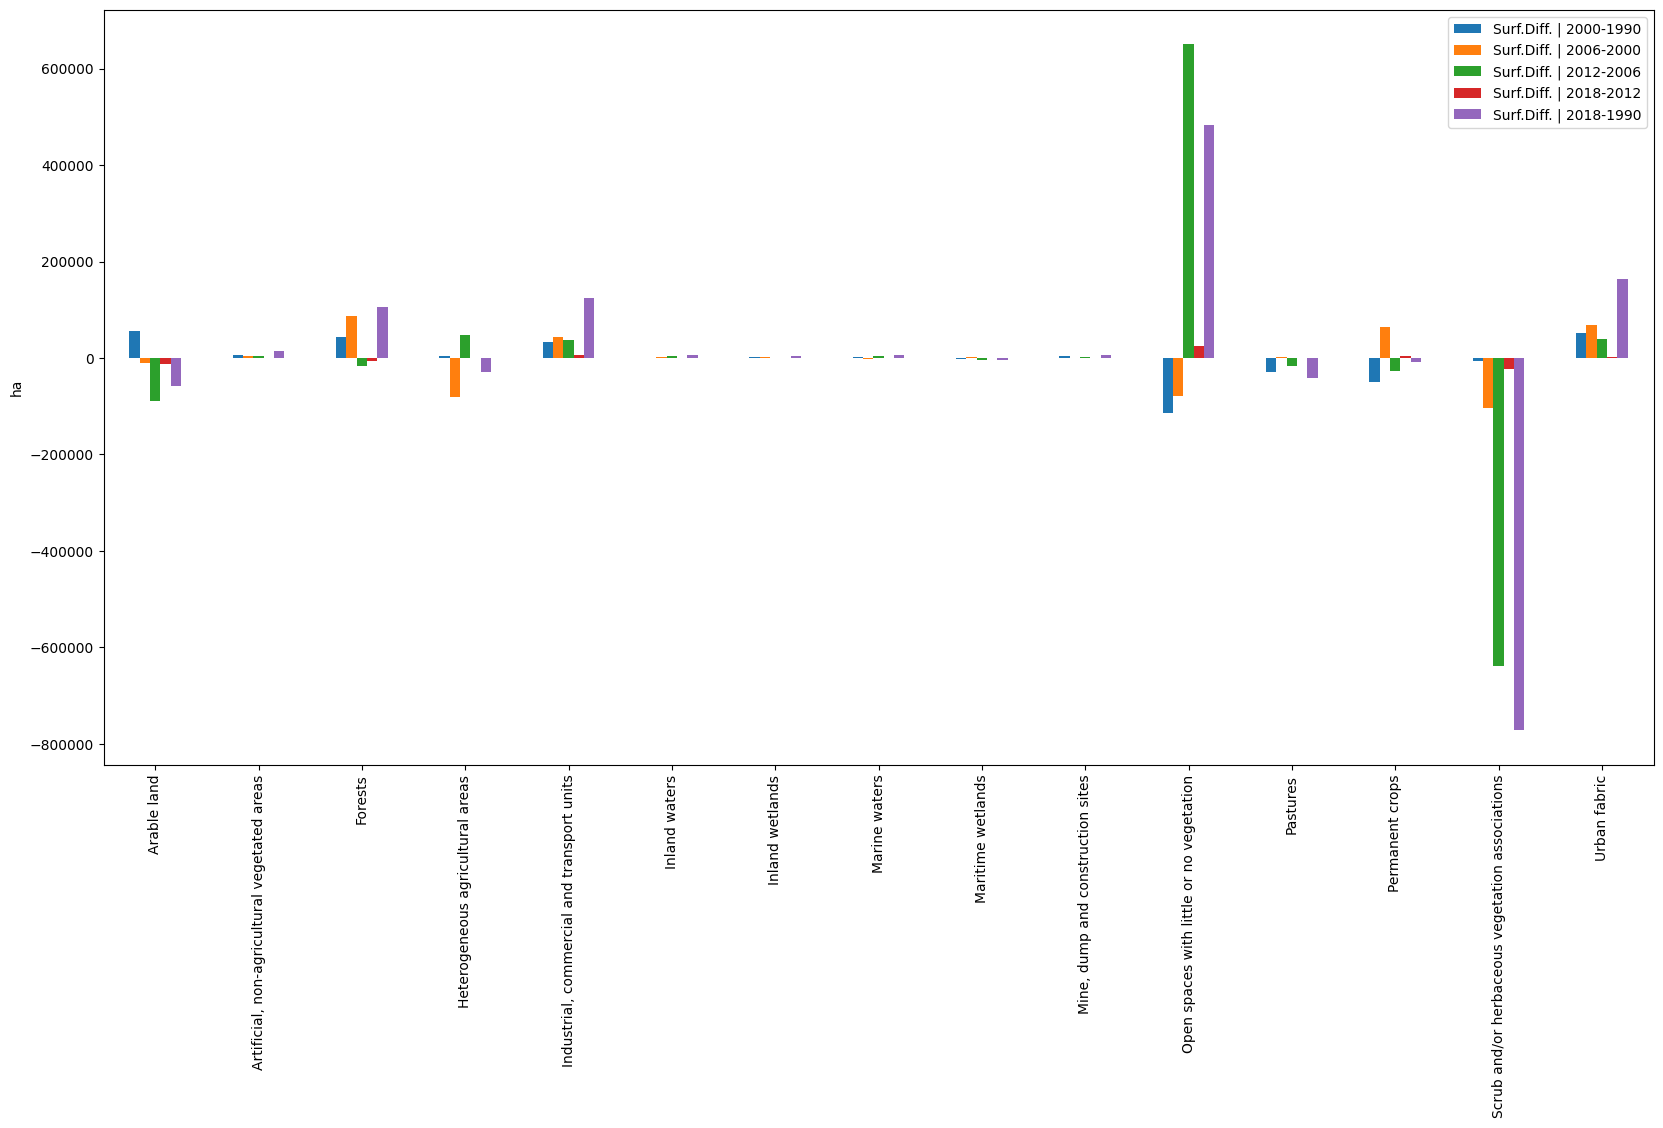 Surf.Diff. | 2000-1990
Surf.Diff. | 2006-2000
Surf.Diff. | 2012-2006
Surf.Diff. | 2018-2012
Surf.Diff. | 2018-1990
600000
400000
200000
0
−200000
−400000
−600000
−800000
ha
Arable land
Artificial, non-agricultural vegetated areas
Forests
Heterogeneous agricultural areas
Industrial, commercial and transport units
Inland waters
Inland wetlands
Marine waters
Maritime wetlands
Mine, dump and construction sites
Open spaces with little or no vegetation
Pastures
Permanent crops
Scrub and/or herbaceous vegetation associations
Urban fabric